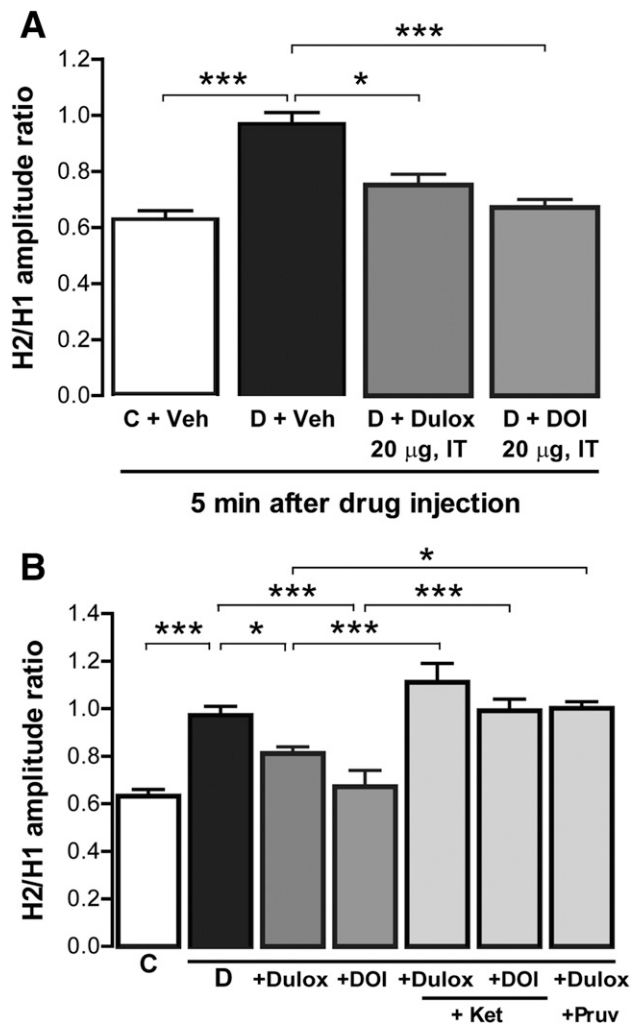 A
***
*** *
H2/H1 amplitude ratio
1.2
1.0
0.8
0.6
0.4
0.2
0.0
C + Veh D + Veh D + Dulox D + DOI
20 μg, IT 20 μg, IT
5 min after drug injection
B
*
*** ***
*** * ***
H2/H1 amplitude ratio
1.4
1.2
1.0
0.8
0.6
0.4
0.2
0.0
C D +Dulox +DOI +Dulox +DOI +Dulox
+ Ket +Pruv